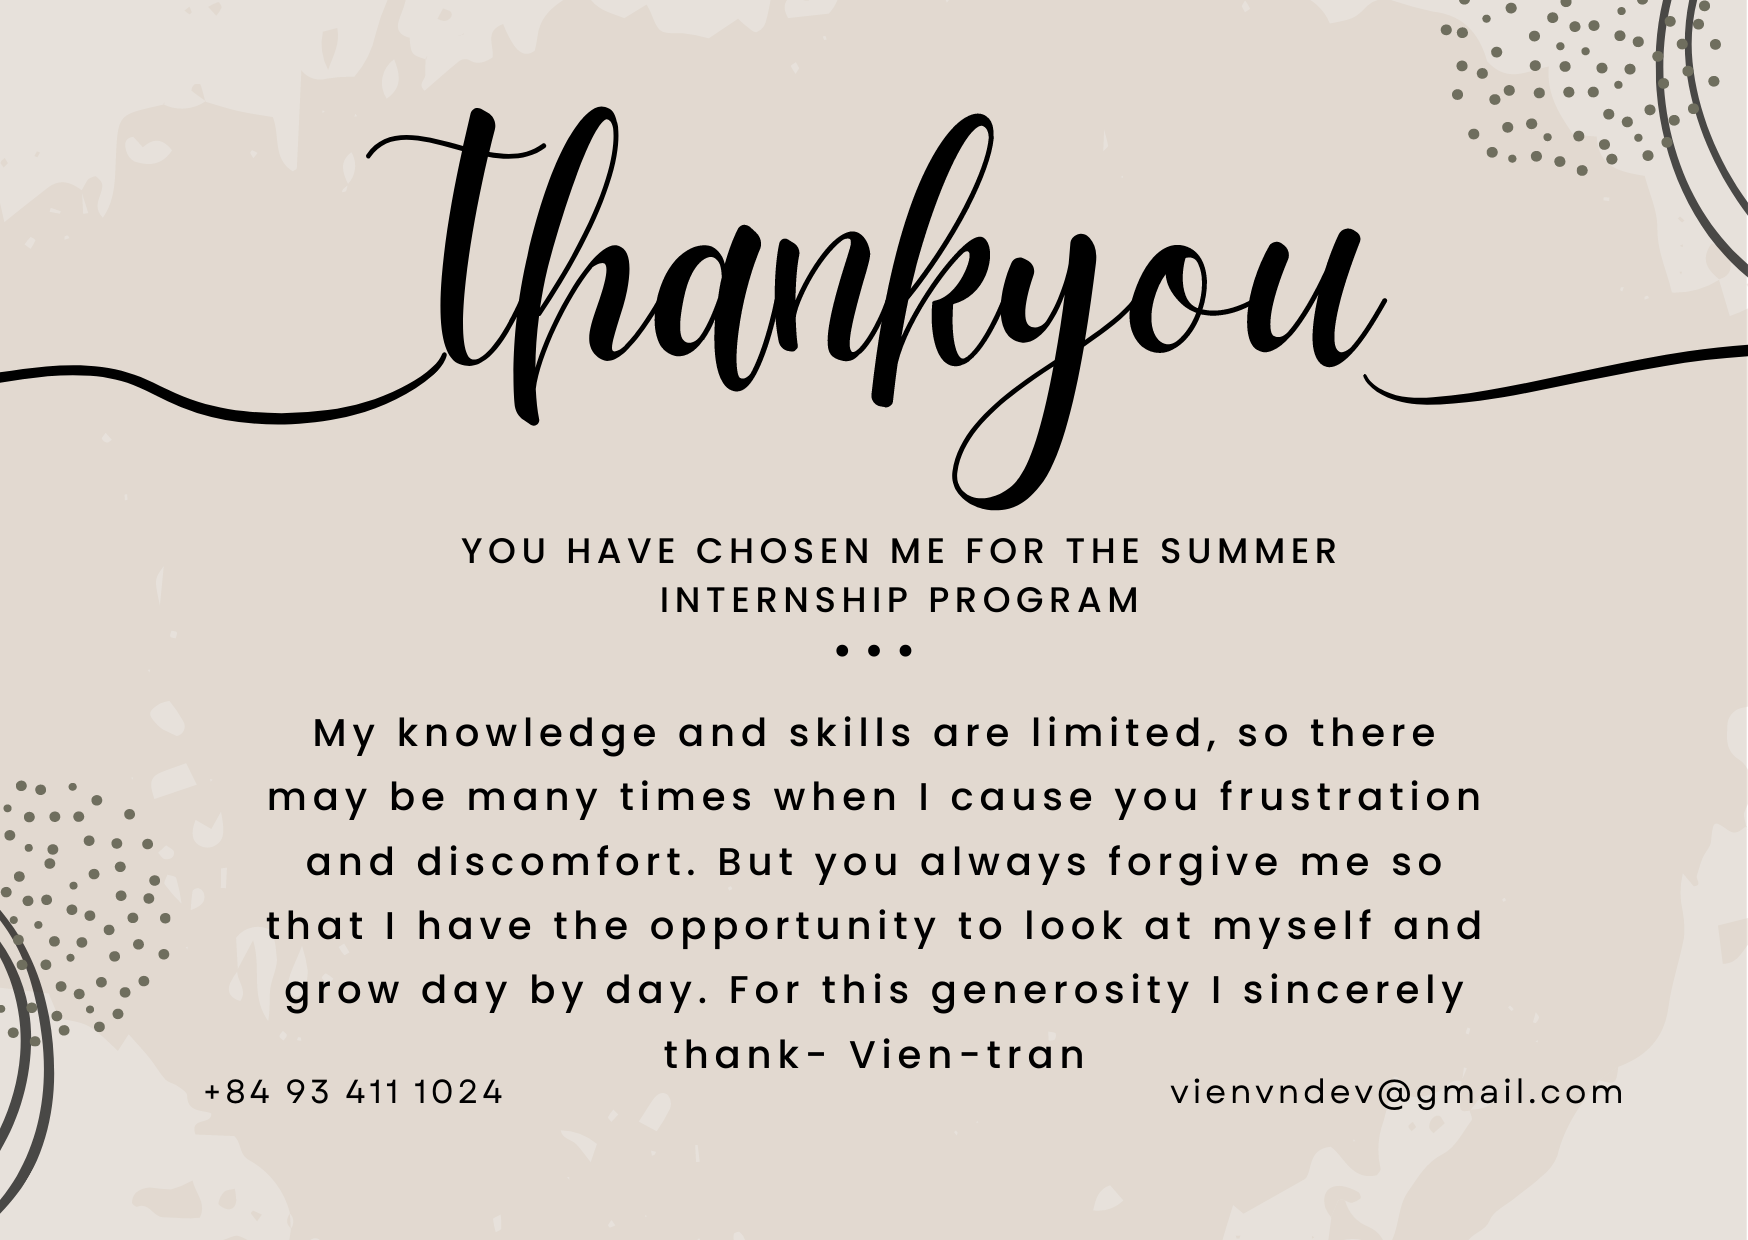 thankyou
YOU HAVE CHOSEN ME FOR THE SUMMER
INTERNSHIP PROGRAM
• • •
My knowledge and skills are limited, so there
may be many times when I cause you frustration
and discomfort. But you always forgive me so
that I have the opportunity to look at myself and
grow day by day. For this generosity I sincerely
thank- Vien-tran
+84 93 411 1024
vienvndev@gmail.com